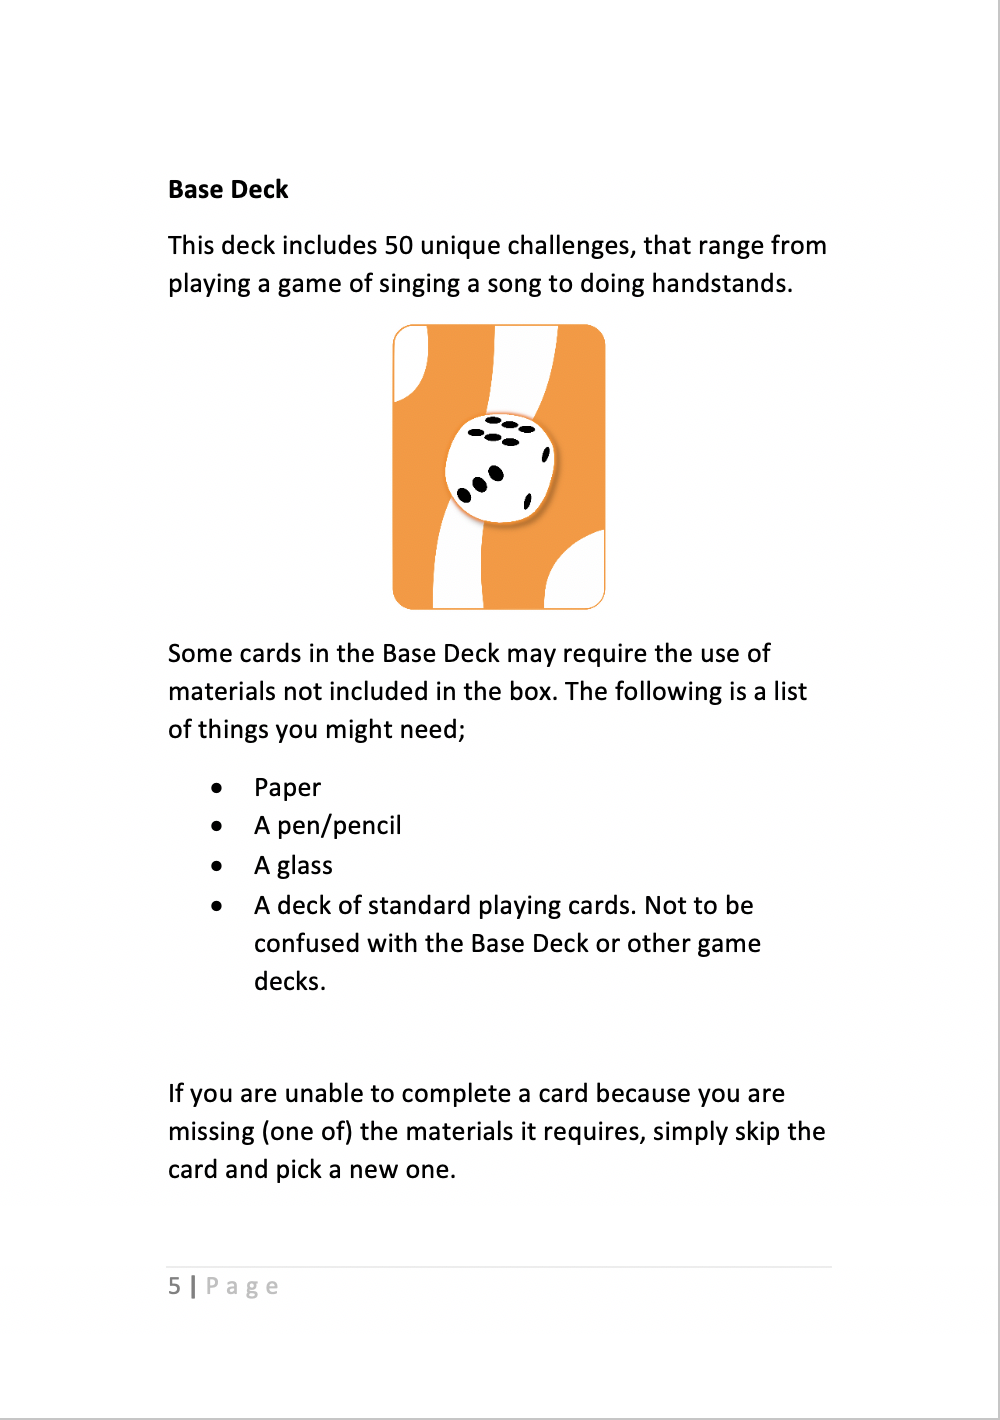 Base Deck
This deck includes 50 unique challenges, that range from
playing a game of singing a song to doing handstands.
Some cards in the Base Deck may require the use of
materials not included in the box. The following is a list
of things you might need;
• Paper
• A pen/pencil
• A glass
• A deck of standard playing cards. Not to be
confused with the Base Deck or other game
decks.
If you are unable to complete a card because you are
missing (one of) the materials it requires, simply skip the
card and pick a new one.
5 | P a g e